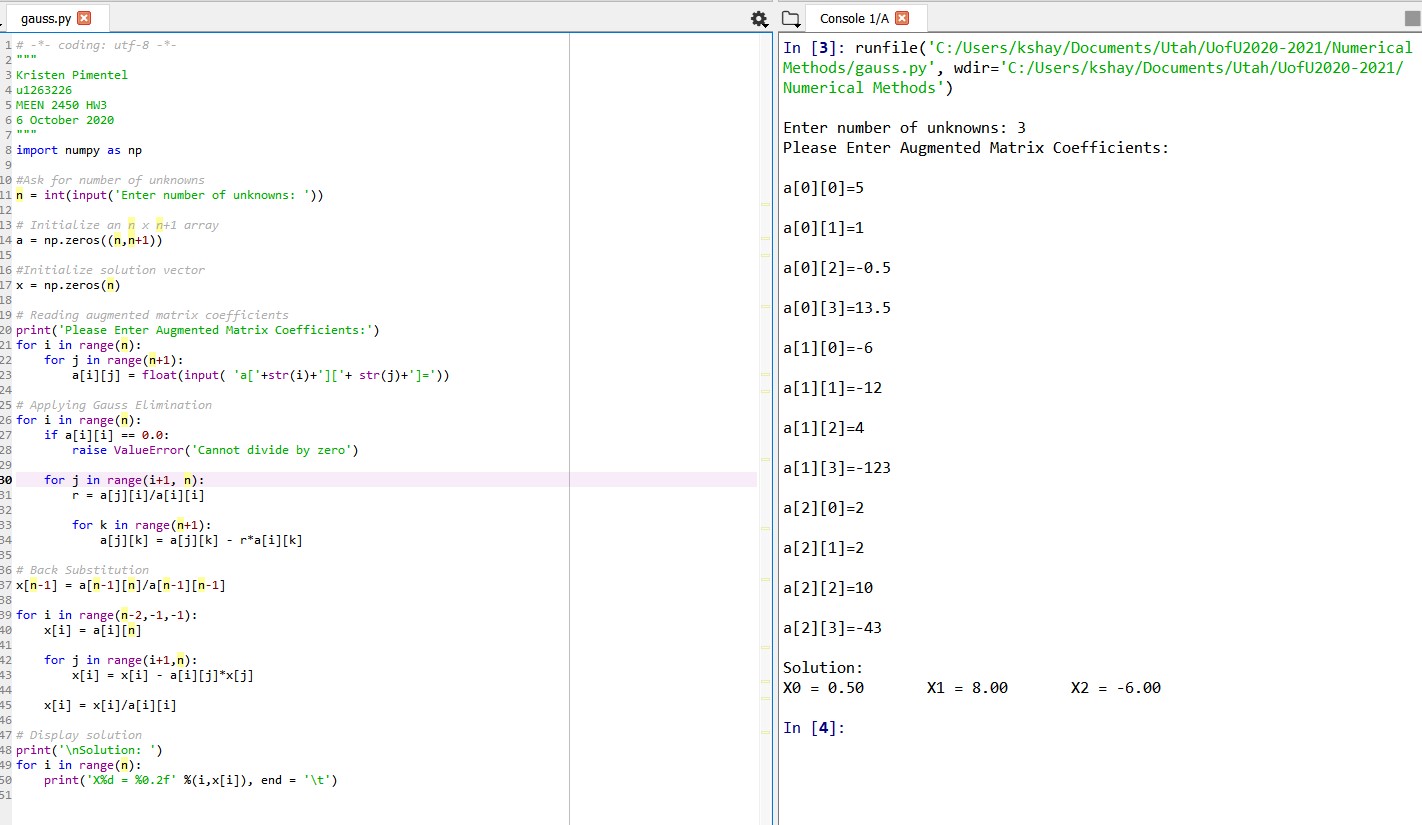 gauss.py
1 # -*- coding: utf-8 -*-
2 """
3 Kristen Pimentel
4 u1263226
5 MEEN 2450 HW3
6 6 October 2020
7 """
8 import numpy as np
9
10 #Ask for number of unknowns
11 n = int(input('Enter number of unknowns: '))
12
13 # Initialize an n x n+1 array
14 a = np.zeros((n,n+1))
15
16 #Initialize solution vector
17 x = np.zeros(n)
18
19 # Reading augmented matrix coefficients
20 print('Please Enter Augmented Matrix Coefficients:')
21 for i in range(n):
22     for j in range(n+1):
23         a[i][j] = float(input( 'a['+str(i)+']['+ str(j)+']='))
24
25 # Applying Gauss Elimination
26 for i in range(n):
27     if a[i][i] == 0.0:
28         raise ValueError('Cannot divide by zero')
29
30     for j in range(i+1, n):
31         r = a[j][i]/a[i][i]
32
33         for k in range(n+1):
34             a[j][k] = a[j][k] - r*a[i][k]
35
36 # Back Substitution
37 x[n-1] = a[n-1][n]/a[n-1][n-1]
38
39 for i in range(n-2,-1,-1):
40     x[i] = a[i][n]
41
42     for j in range(i+1,n):
43         x[i] = x[i] - a[i][j]*x[j]
44
45     x[i] = x[i]/a[i][i]
46
47 # Display solution
48 print('\nSolution: ')
49 for i in range(n):
50     print('X%d = %0.2f' %(i,x[i]), end = '\t')
51
Console 1/A
In [3]: runfile('C:/Users/kshay/Documents/Utah/UofU2020-2021/Numerical
Methods/gauss.py', wdir='C:/Users/kshay/Documents/Utah/UofU2020-2021/
Numerical Methods')
Enter number of unknowns: 3
Please Enter Augmented Matrix Coefficients:
a[0][0]=5
a[0][1]=1
a[0][2]=-0.5
a[0][3]=13.5
a[1][0]=-6
a[1][1]=-12
a[1][2]=4
a[1][3]=-123
a[2][0]=2
a[2][1]=2
a[2][2]=10
a[2][3]=-43
Solution:
X0 = 0.50 X1 = 8.00 X2 = -6.00
In [4]: